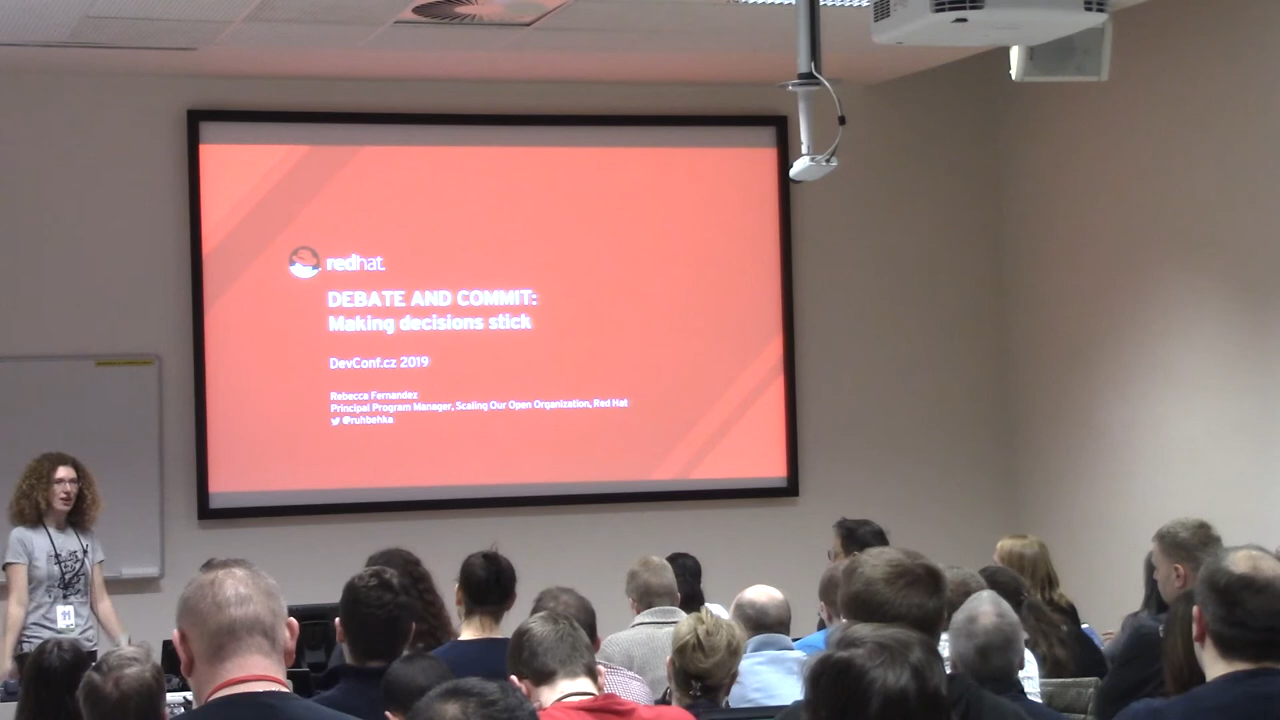 redhat.
DEBATE AND COMMIT:
Making decisions stick
DevConf.cz 2019
Rebecca Fernandez
Principal Program Manager, Scaling Our Open Organization, Red Hat
@ruhbehka